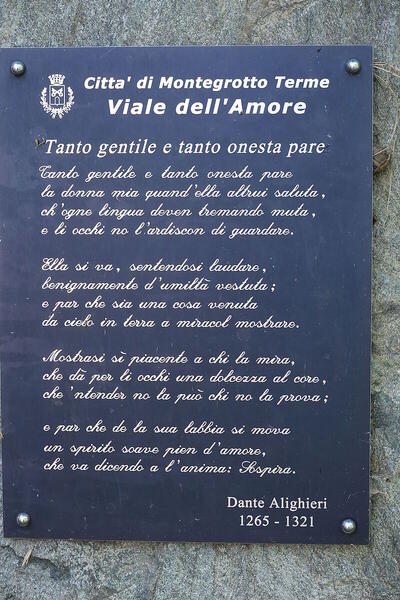 Citta' di Montegrotto Terme
Viale dell'Amore
"Tanto gentile e tanto onesta pare
Tanto gentile e tanto onesta pare
la donna mia quand'ella altrui saluta,
ch'ogne lingua deven tremando muta,
e li occhi no l'ardiscon di guardare.
Ella si va, sentendosi laudare,
benignamente d'umiltà vestuta;
e par che sia una cosa venuta
da cielo in terra a miracol mostrare.
Mostrasi sì piacente a chi la mira,
che dà per li occhi una dolcezza al core,
che 'ntender no la può chi no la prova;
e par che de la sua labbia si mova
un spirito soave pien d'amore,
che va dicendo a l'anima: Sospira.
Dante Alighieri
1265 - 1321